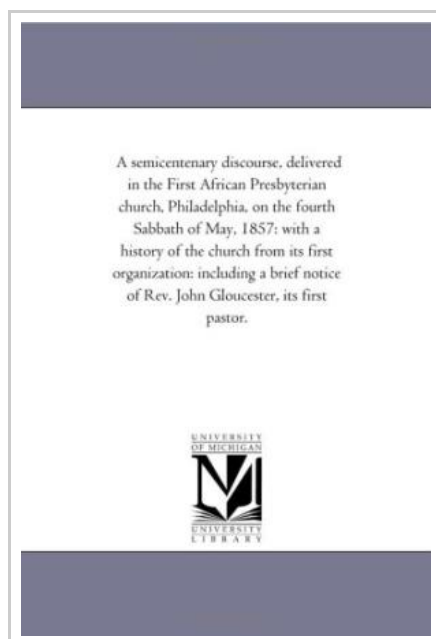 A semicentenary discourse, delivered
in the First African Presbyterian
church, Philadelphia, on the fourth
Sabbath of May, 1857: with a
history of the church from its first
organization: including a brief notice
of Rev. John Gloucester, its first
pastor.
UNIVERSITY
OF MICHIGAN
M
UNIVERSITY
LIBRARY